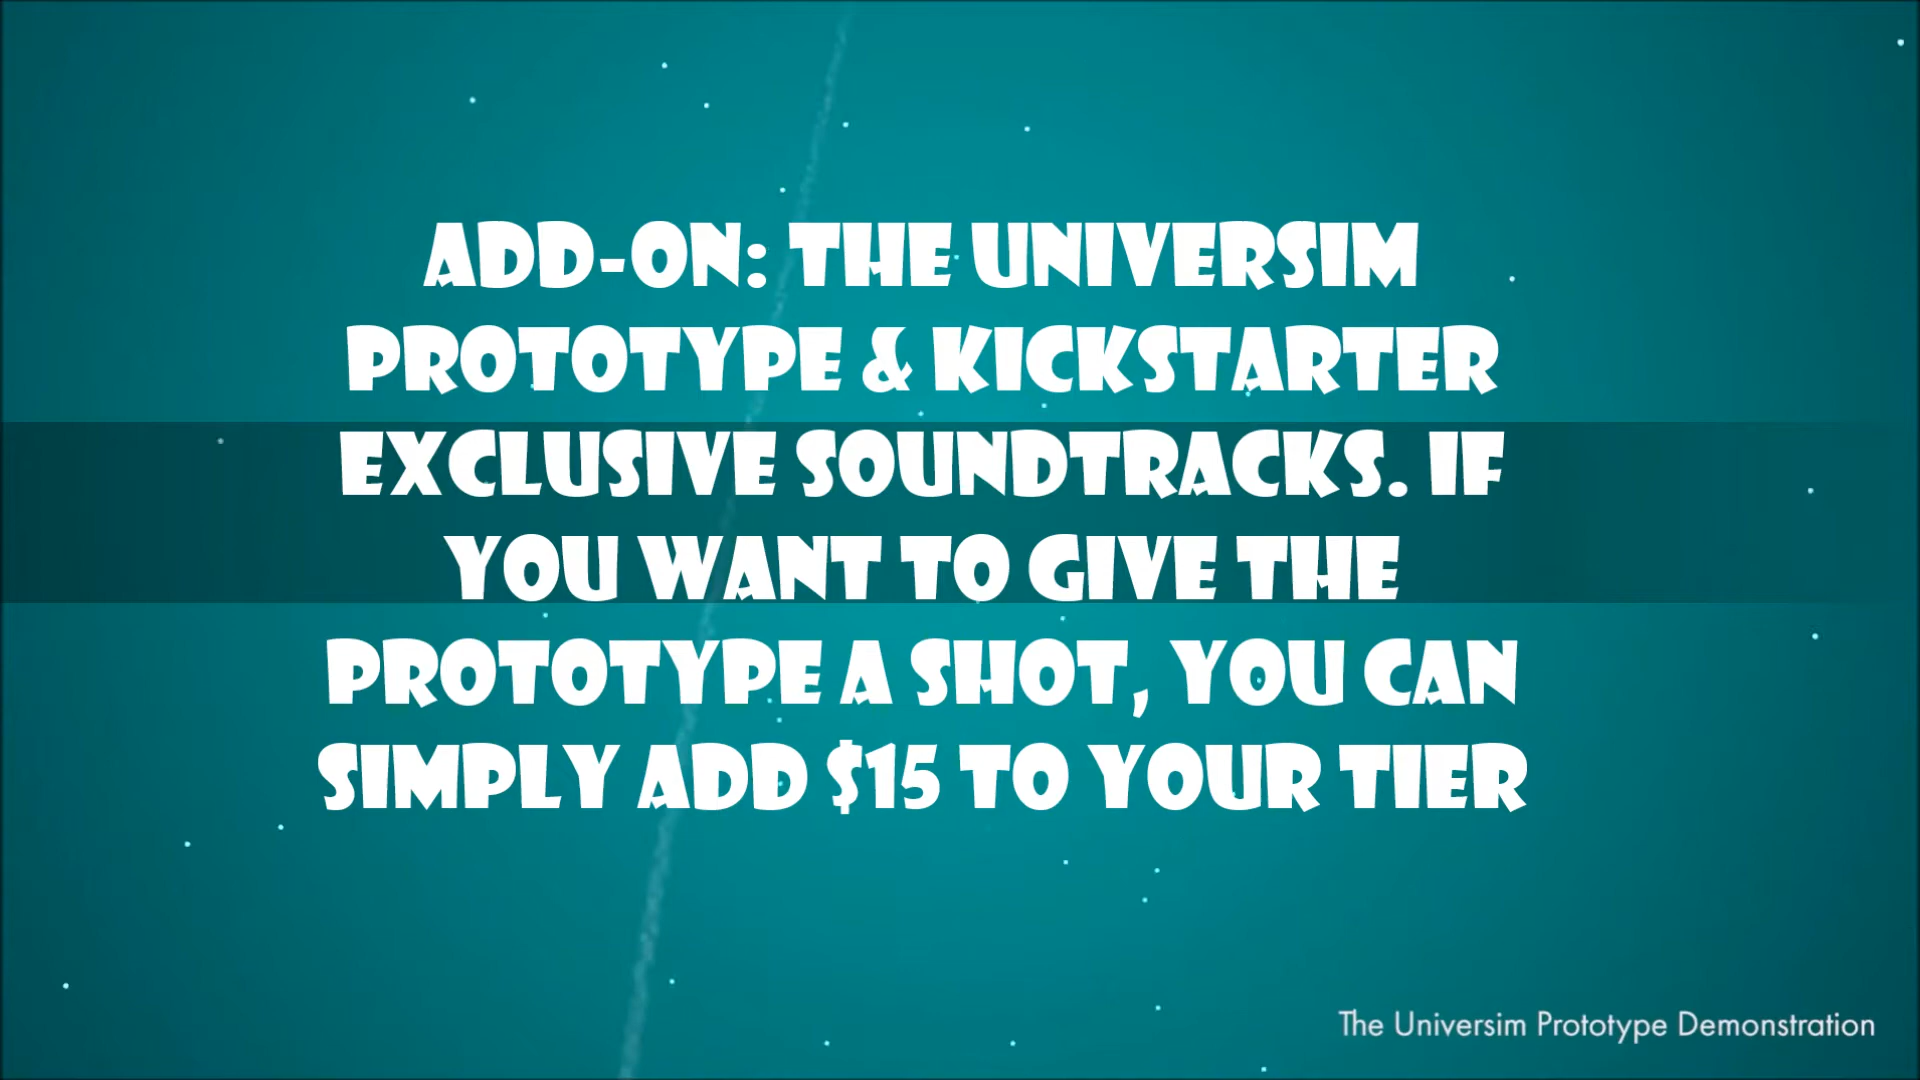 ADD-ON: THE UNIVERSIM
PROTOTYPE & KICKSTARTER
EXCLUSIVE SOUNDTRACKS. IF
YOU WANT TO GIVE THE
PROTOTYPE A SHOT, YOU CAN
SIMPLY ADD $15 TO YOUR TIER
The Universim Prototype Demonstration